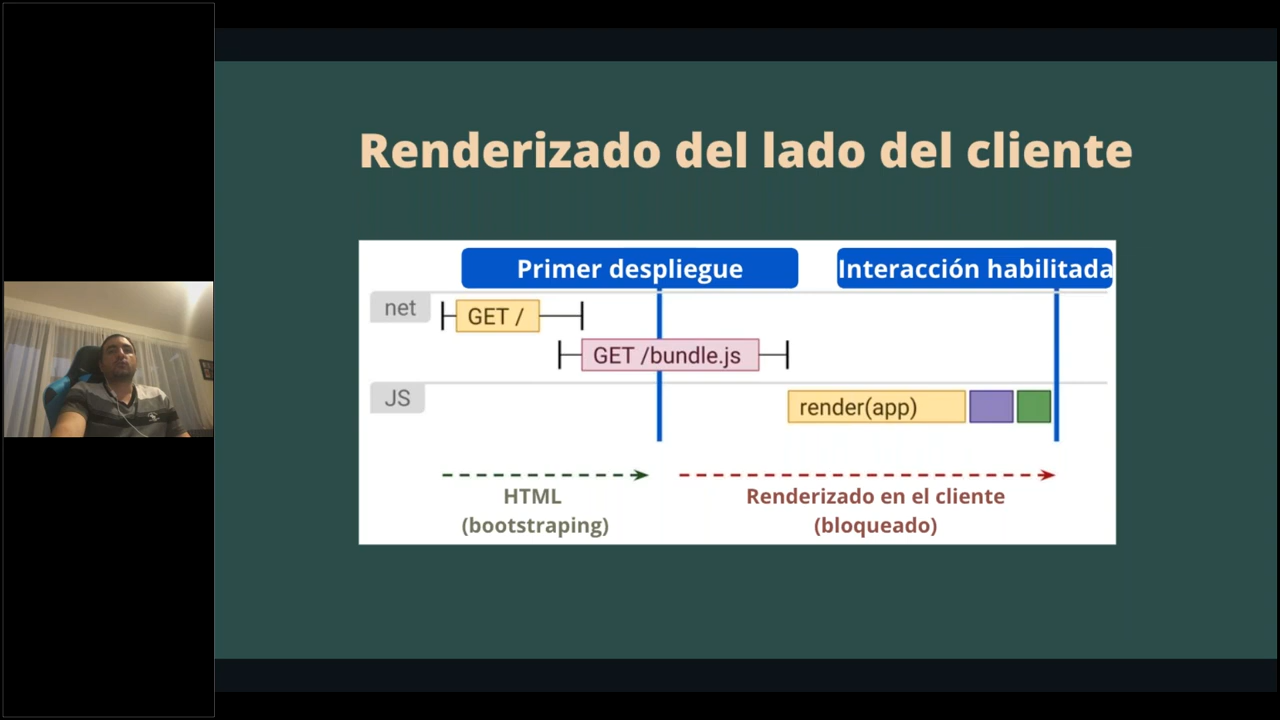 Renderizado del lado del cliente
Primer despliegue
Interacción habilitada
net
GET /
GET /bundle.js
JS
render(app)
HTML
(bootstraping)
Renderizado en el cliente
(bloqueado)